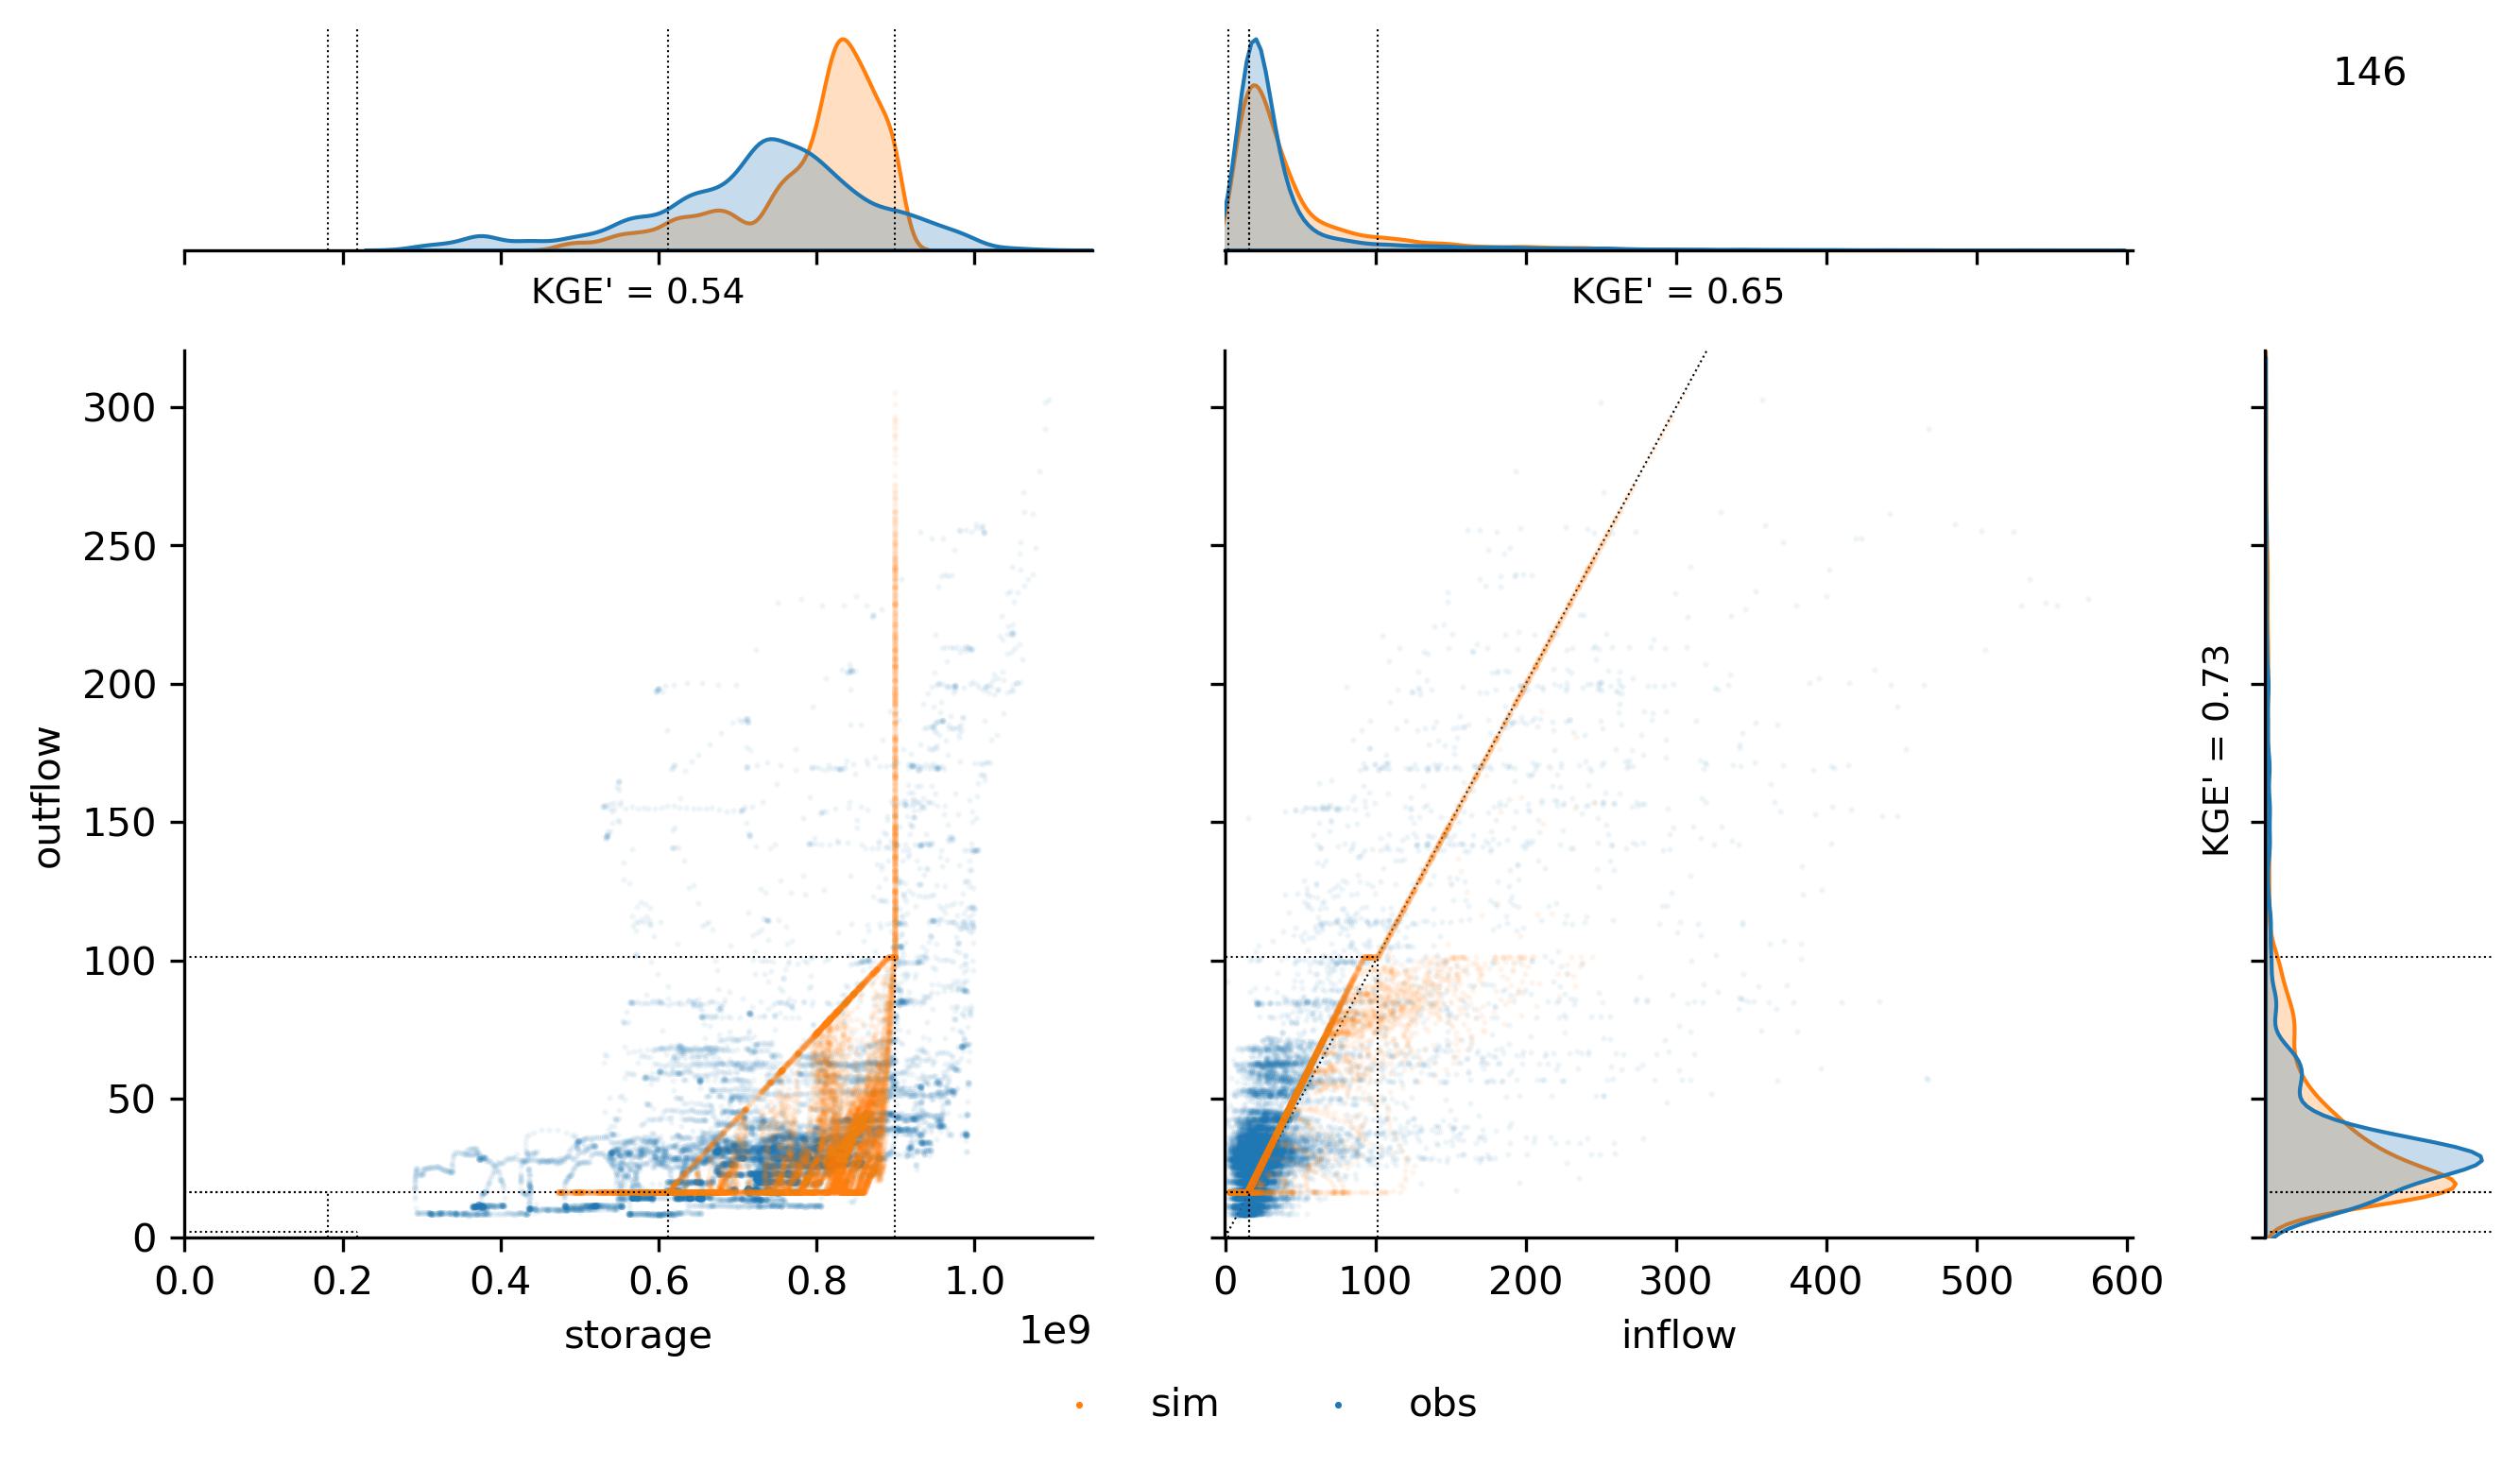 146
KGE' = 0.54
KGE' = 0.65
300
250
200
150
100
50
0
outflow
KGE' = 0.73
0.0 0.2 0.4 0.6 0.8 1.0
0 100 200 300 400 500 600
1e9
storage
inflow
sim obs